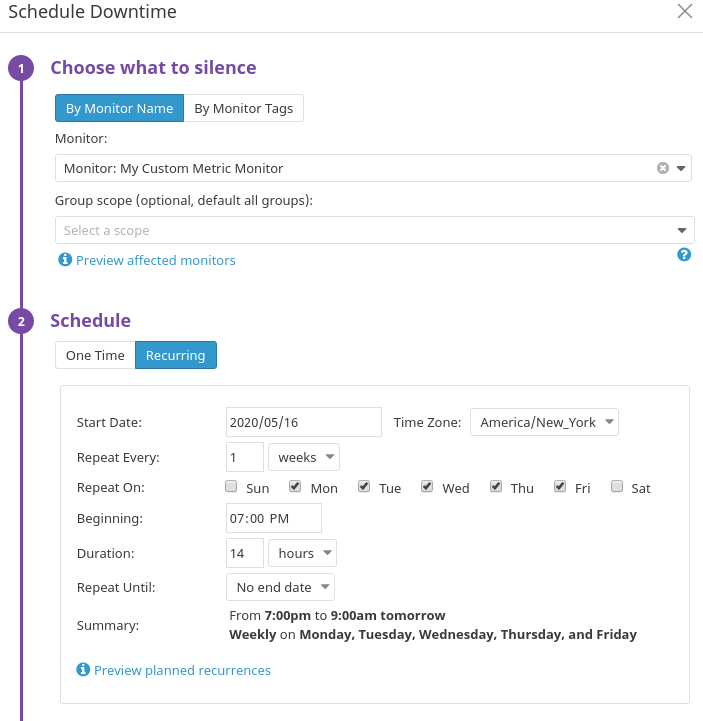 Schedule Downtime
1 Choose what to silence
By Monitor Name By Monitor Tags
Monitor:
Monitor: My Custom Metric Monitor
Group scope (optional, default all groups):
Select a scope
Preview affected monitors
2 Schedule
One Time Recurring
Start Date: 2020/05/16 Time Zone: America/New_York
Repeat Every: 1 weeks
Repeat On: Sun Mon Tue Wed Thu Fri Sat
Beginning: 07:00 PM
Duration: 14 hours
Repeat Until: No end date
Summary: From 7:00pm to 9:00am tomorrow
Weekly on Monday, Tuesday, Wednesday, Thursday, and Friday
Preview planned recurrences